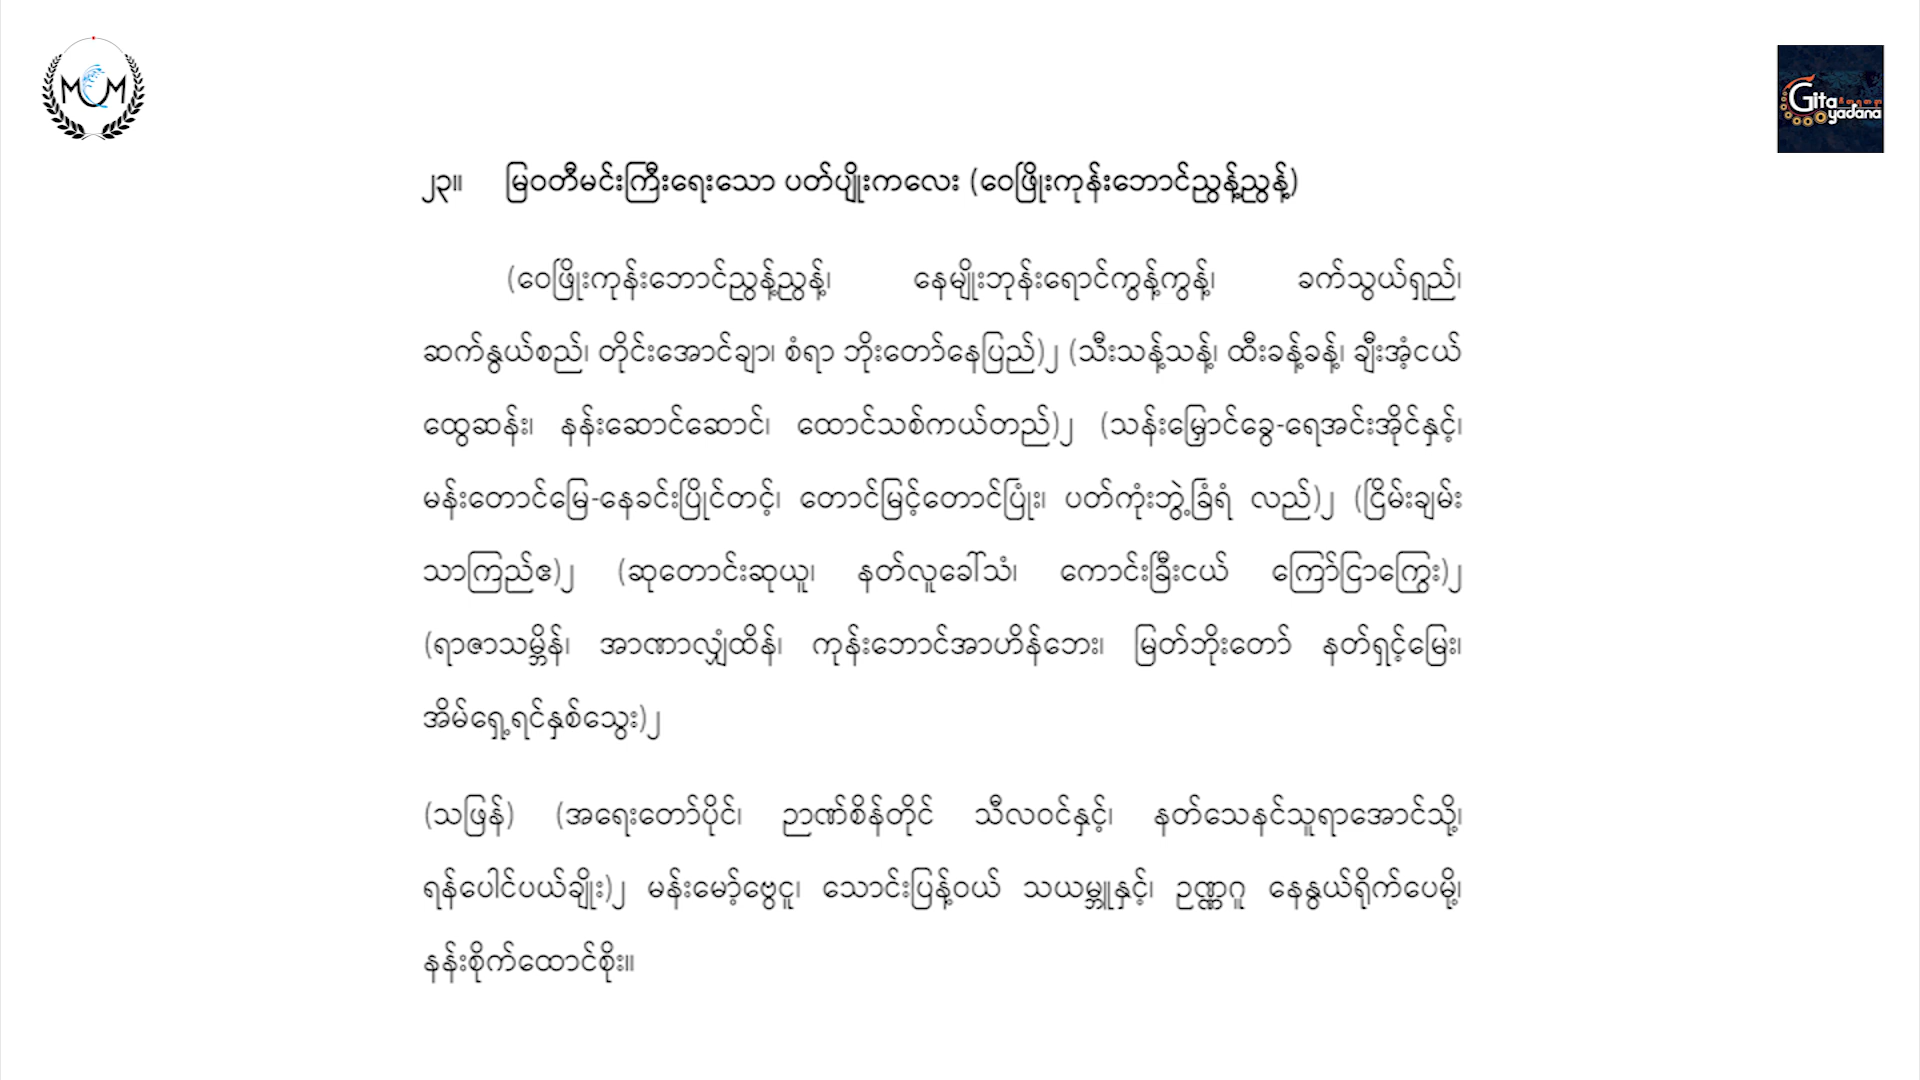 MUM
Gita
ဂီတရတနာ
yadana
၂၃။ မြဝတီမင်းကြီးရေးသော ပတ်ပျိုးကလေး (ဝေဖြိုးကုန်းဘောင်ညွန့်ညွန့်)
(ဝေဖြိုးကုန်းဘောင်ညွန့်ညွန့်၊ နေမျိုးဘုန်းရောင်ကွန့်ကွန့်၊ ခက်သွယ်ရှည်၊
ဆက်နွယ်စည်၊ တိုင်းအောင်ချာ၊ စံရာ ဘိုးတော်နေပြည်)၂ (သီးသန့်သန့်၊ ထီးခန့်ခန့်၊ ချီးအံ့ငယ်
ထွေဆန်း၊ နန်းဆောင်ဆောင်၊ ထောင်သစ်ကယ်တည်)၂ (သန်းမြှောင်ခွေ-ရေအင်းအိုင်နှင့်၊
မန်းတောင်မြေ-နေခင်းပြိုင်တင့်၊ တောင်မြင့်တောင်ပြုံး၊ ပတ်ကုံးဘွဲ့ခြံရံ လည်)၂ (ငြိမ်းချမ်း
သာကြည်ဧ)၂ (ဆုတောင်းဆုယူ၊ နတ်လူခေါ်သံ၊ ကောင်းခြီးငယ် ကြော်ငြာကြွေး)၂
(ရာဇာသမ္ဘိန်၊ အာဏာလျှံထိန်၊ ကုန်းဘောင်အာဟိန်ဘေး၊ မြတ်ဘိုးတော် နတ်ရှင့်မြေး၊
အိမ်ရှေ့ရင်နှစ်သွေး)၂
(သဖြန်) (အရေးတော်ပိုင်၊ ဉာဏ်စိန်တိုင် သီလဝင်နှင့်၊ နတ်သေနင်သူရာအောင်သို့၊
ရန်ပေါင်ပယ်ချိုး)၂ မန်းမော့်ဗွေငူ၊ သောင်းပြန့်ဝယ် သယမ္ဘူနှင့်၊ ဥဏ္ဏဂူ နေနွယ်ရိုက်ပေမို့၊
နန်းစိုက်ထောင်စိုး။